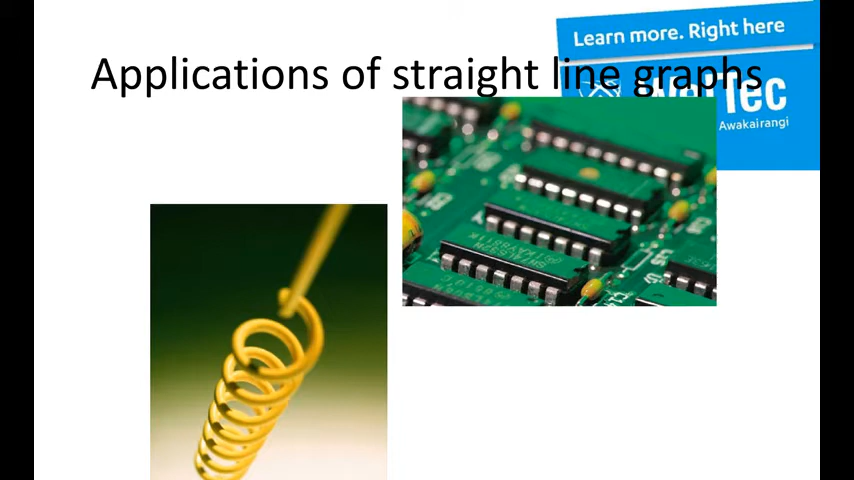 Learn more. Right here
Applications of straight line graphs
Awakairangi